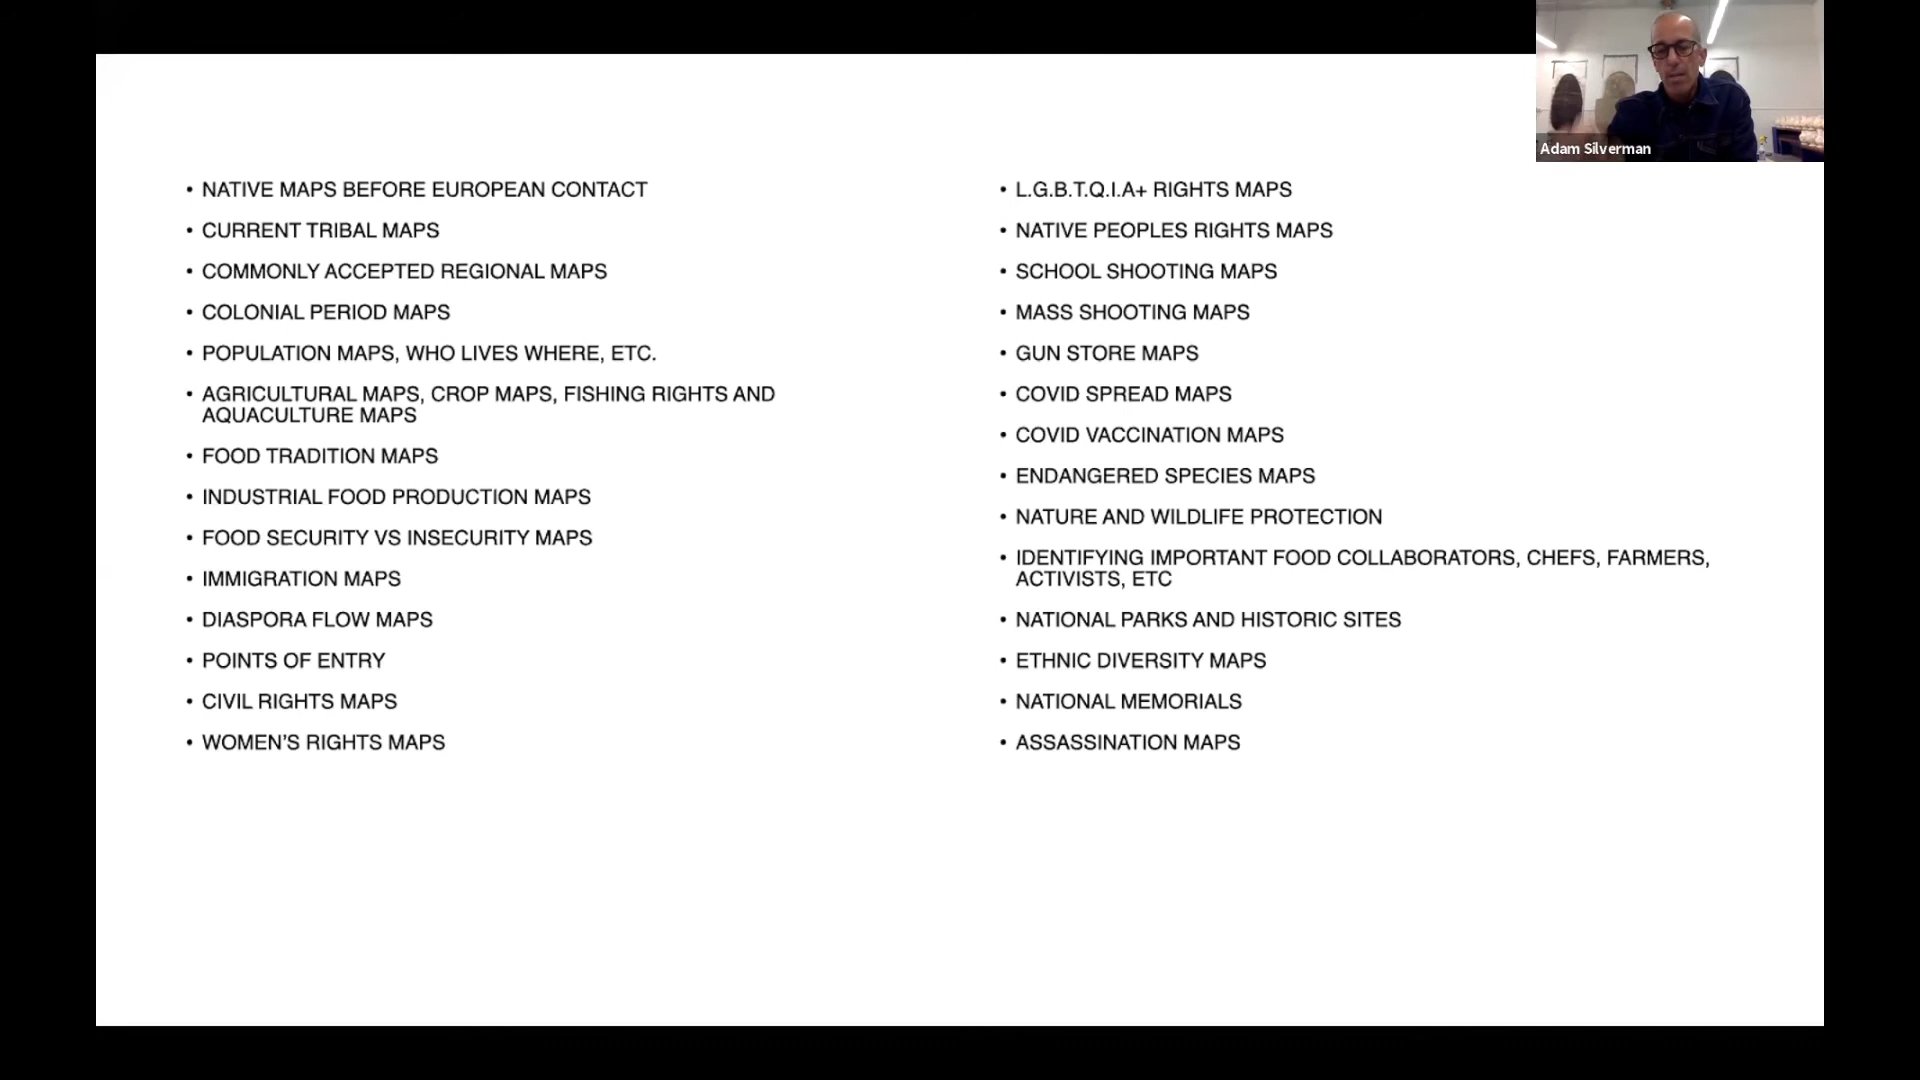 • NATIVE MAPS BEFORE EUROPEAN CONTACT
• CURRENT TRIBAL MAPS
• COMMONLY ACCEPTED REGIONAL MAPS
• COLONIAL PERIOD MAPS
• POPULATION MAPS, WHO LIVES WHERE, ETC.
• AGRICULTURAL MAPS, CROP MAPS, FISHING RIGHTS AND
AQUACULTURE MAPS
• FOOD TRADITION MAPS
• INDUSTRIAL FOOD PRODUCTION MAPS
• FOOD SECURITY VS INSECURITY MAPS
• IMMIGRATION MAPS
• DIASPORA FLOW MAPS
• POINTS OF ENTRY
• CIVIL RIGHTS MAPS
• WOMEN’S RIGHTS MAPS
• L.G.B.T.Q.I.A+ RIGHTS MAPS
• NATIVE PEOPLES RIGHTS MAPS
• SCHOOL SHOOTING MAPS
• MASS SHOOTING MAPS
• GUN STORE MAPS
• COVID SPREAD MAPS
• COVID VACCINATION MAPS
• ENDANGERED SPECIES MAPS
• NATURE AND WILDLIFE PROTECTION
• IDENTIFYING IMPORTANT FOOD COLLABORATORS, CHEFS, FARMERS,
ACTIVISTS, ETC
• NATIONAL PARKS AND HISTORIC SITES
• ETHNIC DIVERSITY MAPS
• NATIONAL MEMORIALS
• ASSASSINATION MAPS
Adam Silverman